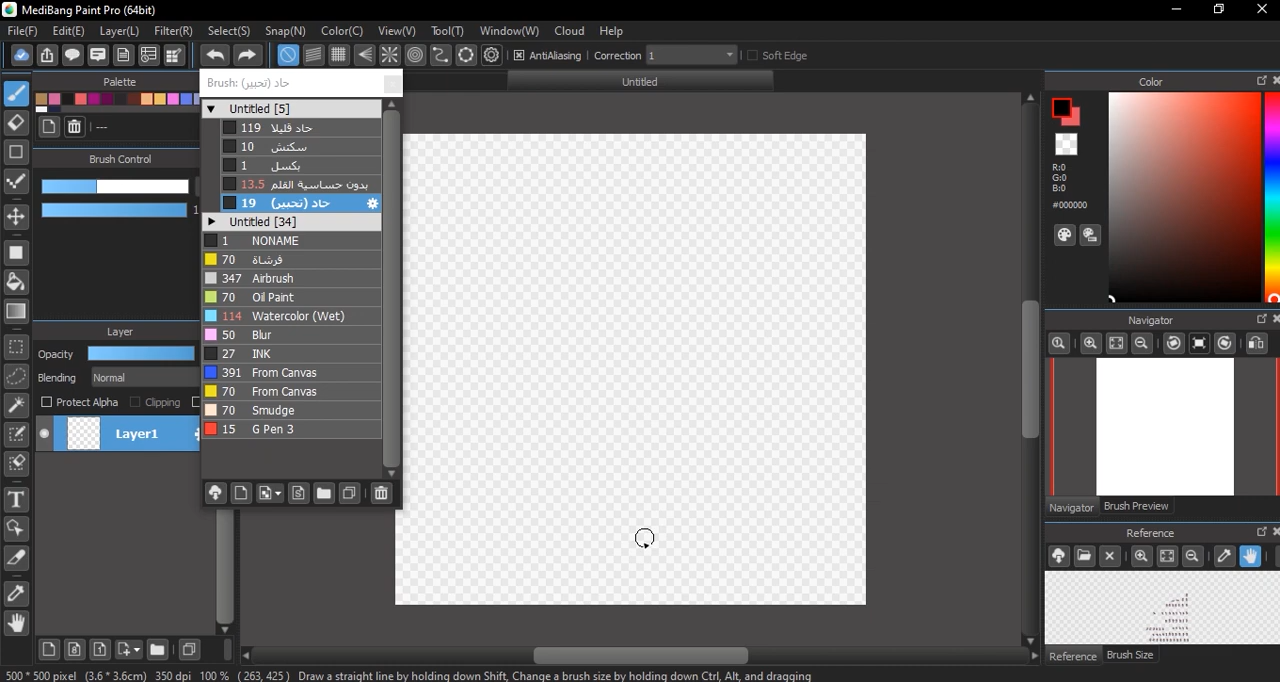 MediBang Paint Pro (64bit)
File(F) Edit(E) Layer(L) Filter(R) Select(S) Snap(N) Color(C) View(V) Tool(T) Window(W) Cloud Help
AntiAliasing Correction 1 Soft Edge
Palette
---
Brush Control
1
Layer
Opacity
Blending Normal
Protect Alpha Clipping
Layer1
Brush: حاد (تحبير)
Untitled [5]
119 حاد قليلا
10 سكتش
1 بكسل
13.5 بدون حساسية القلم
19 حاد (تحبير)
Untitled [34]
1 NONAME
70 فرشاة
347 Airbrush
70 Oil Paint
114 Watercolor (Wet)
50 Blur
27 INK
391 From Canvas
70 From Canvas
70 Smudge
15 G Pen 3
Untitled
Color
R:0
G:0
B:0
#000000
Navigator
Navigator Brush Preview
Reference
Reference Brush Size
500 * 500 pixel (3.6 * 3.6cm) 350 dpi 100 % ( 263, 425 ) Draw a straight line by holding down Shift, Change a brush size by holding down Ctrl, Alt, and dragging